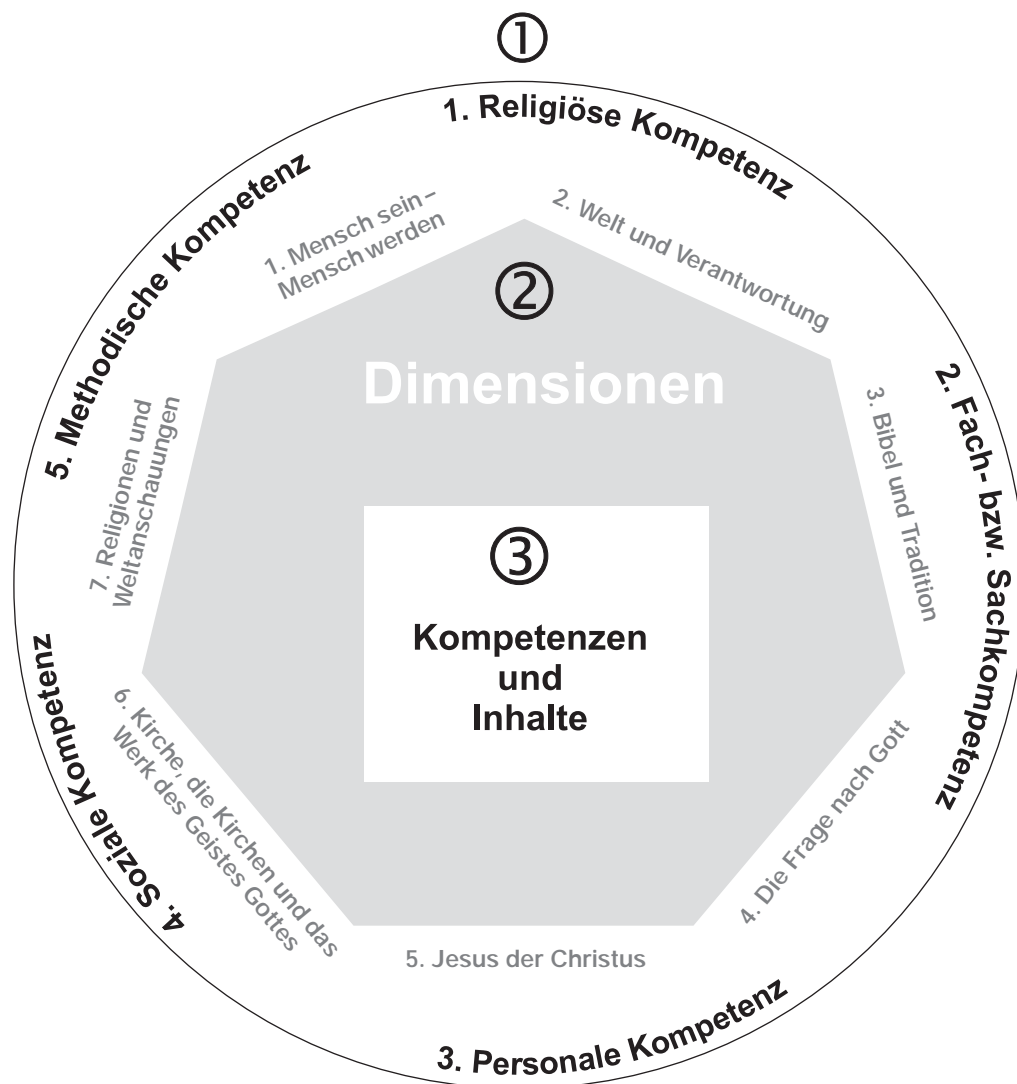 ①
1. Religiöse Kompetenz
2. Fach- bzw. Sachkompetenz
3. Personale Kompetenz
4. Soziale Kompetenz
5. Methodische Kompetenz
1. Mensch sein –
Mensch werden
2. Welt und Verantwortung
3. Bibel und Tradition
4. Die Frage nach Gott
5. Jesus der Christus
6. Kirche, die Kirchen und das
Werk des Geistes Gottes
7. Religionen und
Weltanschauungen
②
Dimensionen
③
Kompetenzen
und
Inhalte